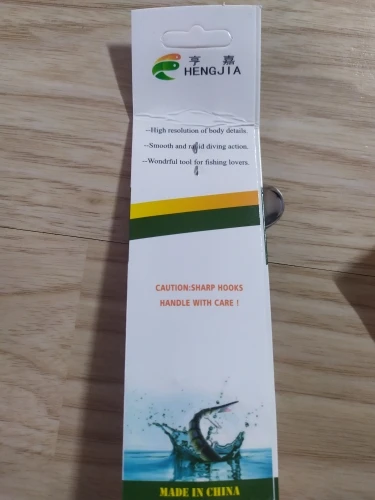 亨 嘉
HENGJIA
--High resolution of body details.
--Smooth and rapid diving action.
--Wondrful tool for fishing lovers.
CAUTION:SHARP HOOKS
HANDLE WITH CARE !
MADE IN CHINA